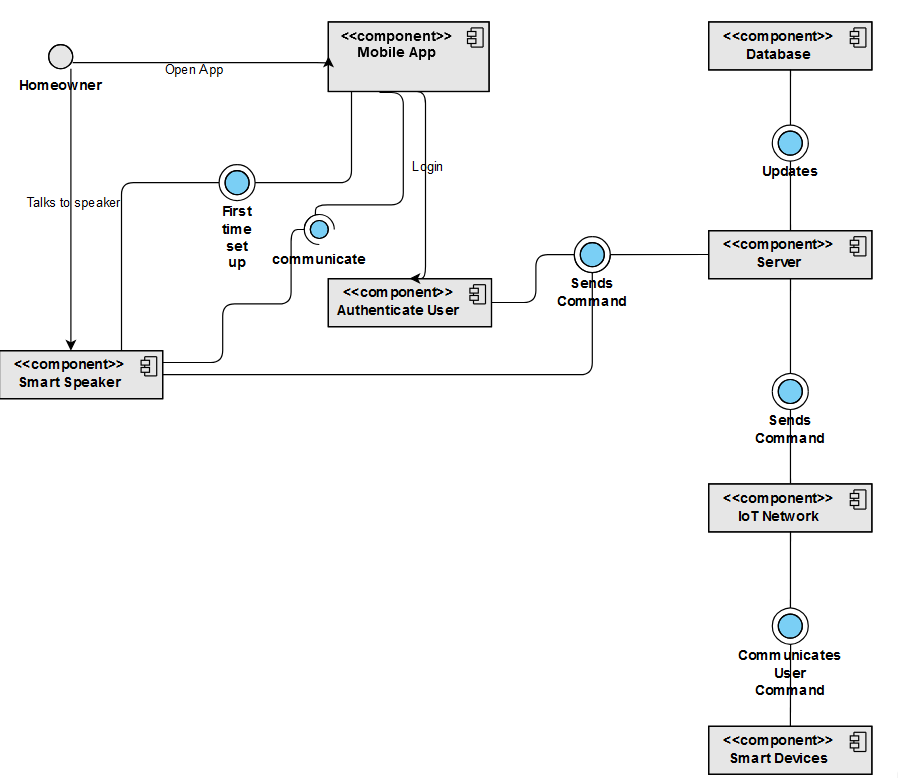 <<component>>
Mobile App
<<component>>
Database
Homeowner
Open App
Login
Updates
Talks to speaker
First
time
set
up
communicate
<<component>>
Server
<<component>>
Authenticate User
Sends
Command
<<component>>
Smart Speaker
Sends
Command
<<component>>
IoT Network
Communicates
User
Command
<<component>>
Smart Devices